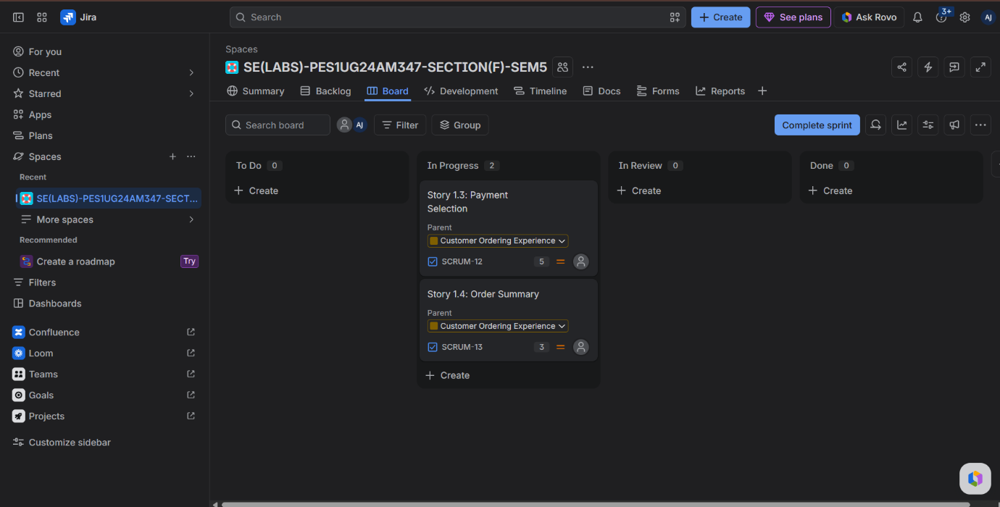 Jira
Search
Create
See plans
Ask Rovo
3+
AJ
For you
Recent
Starred
Apps
Plans
Spaces
Recent
SE(LABS)-PES1UG24AM347-SECT...
More spaces
Recommended
Create a roadmap
Try
Filters
Dashboards
Confluence
Loom
Teams
Goals
Projects
Customize sidebar
Spaces
SE(LABS)-PES1UG24AM347-SECTION(F)-SEM5
Summary
Backlog
Board
Development
Timeline
Docs
Forms
Reports
Search board
AJ
Filter
Group
Complete sprint
To Do 0
Create
In Progress 2
Story 1.3: Payment
Selection
Parent
Customer Ordering Experience
SCRUM-12
5
Story 1.4: Order Summary
Parent
Customer Ordering Experience
SCRUM-13
3
Create
In Review 0
Create
Done 0
Create